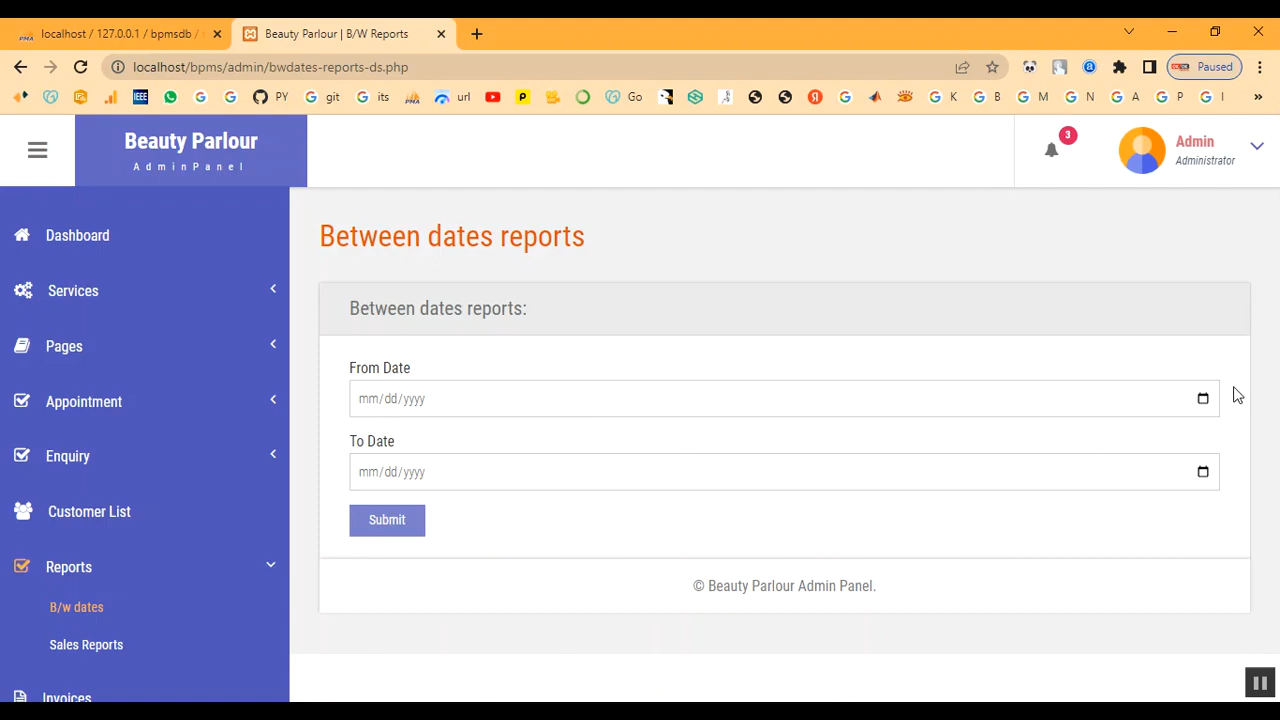 localhost / 127.0.0.1 / bpmsdb /
Beauty Parlour | B/W Reports
localhost/bpms/admin/bwdates-reports-ds.php
Paused
IEEE
PY
git
its
url
Go
K
B
M
N
A
P
I
Beauty Parlour
AdminPanel
3
Admin
Administrator
Dashboard
Services
Pages
Appointment
Enquiry
Customer List
Reports
B/w dates
Sales Reports
Invoices
Between dates reports
Between dates reports:
From Date
mm/dd/yyyy
To Date
mm/dd/yyyy
Submit
© Beauty Parlour Admin Panel.